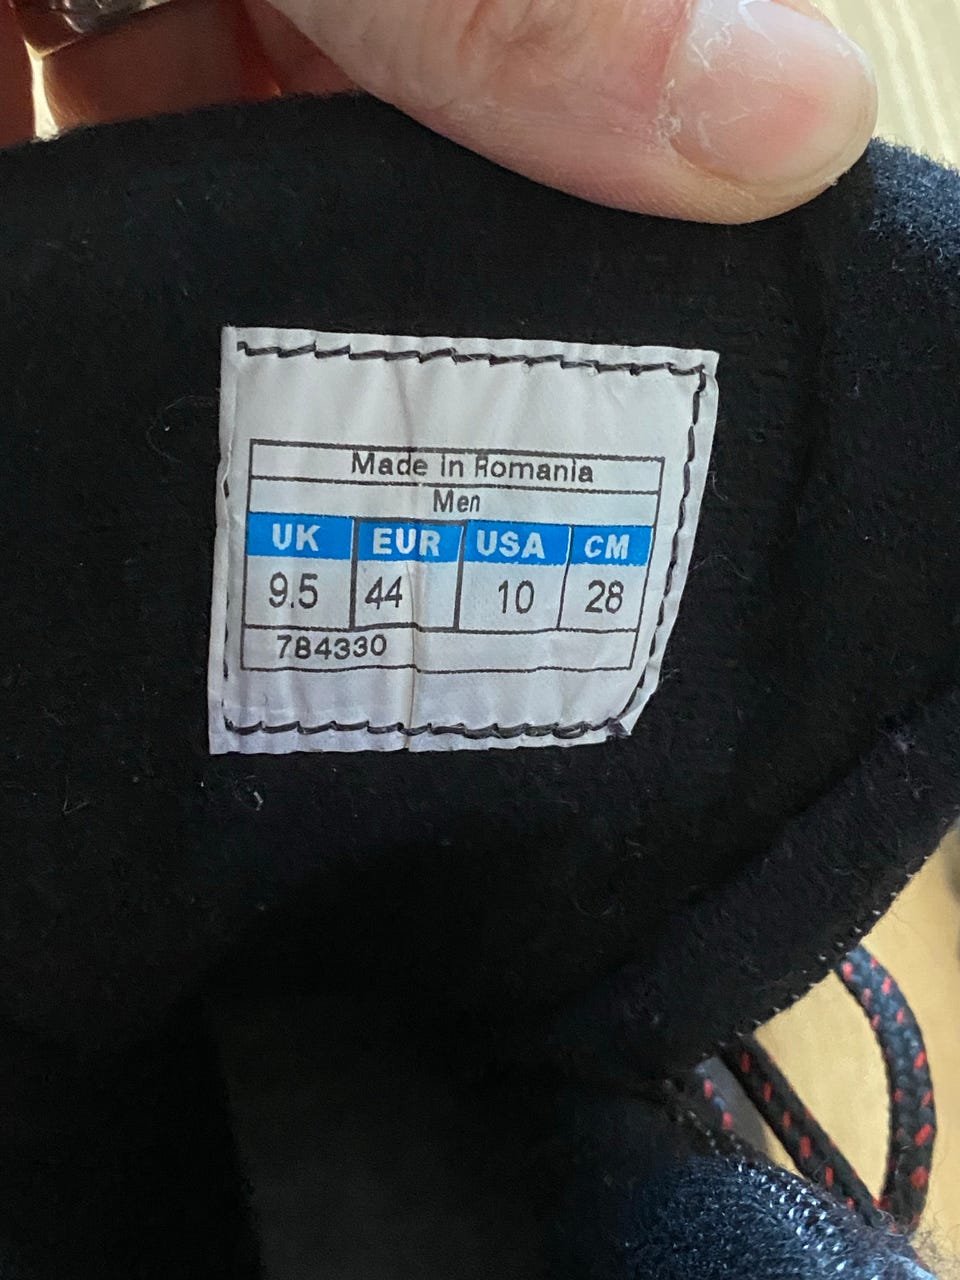 Made in Romania
Men
UK EUR USA CM
9.5 44 10 28
784330